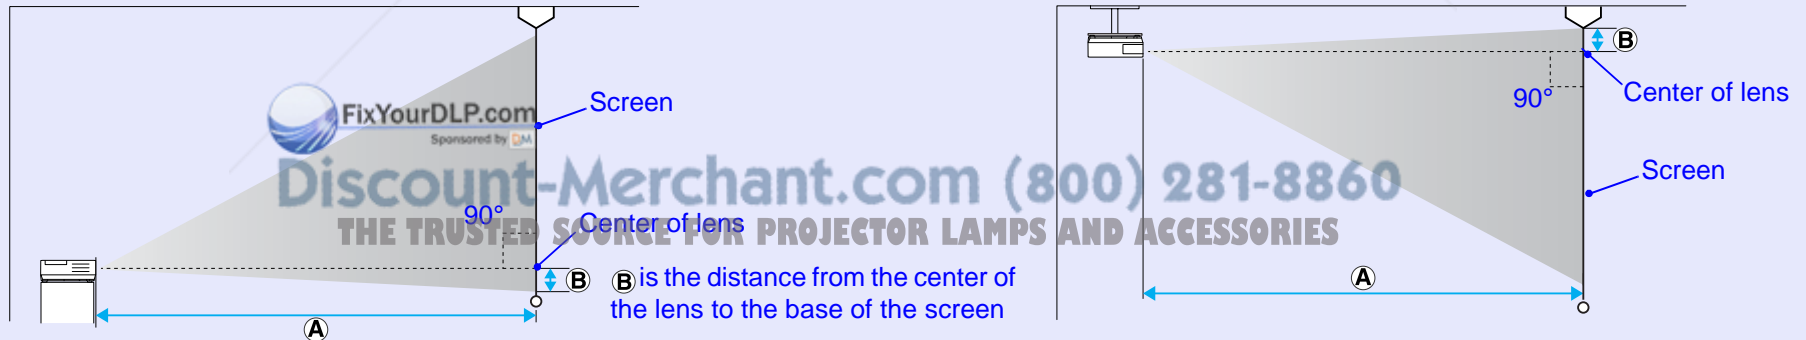 B
Center of lens
Screen
FixYourDLP.com
Screen
90°
Sponsored by DM
Discount-Merchant.com (800) 281-8860
90°
Center of lens
THE TRUSTED SOURCE FOR PROJECTOR LAMPS AND ACCESSORIES
B
B is the distance from the center of
the lens to the base of the screen
A
A